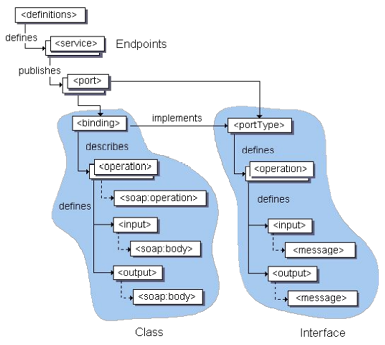 <definitions>
defines
<service>
Endpoints
publishes
<port>
<binding>
implements
<portType>
describes
defines
<operation>
<operation>
<soap:operation>
defines
defines
<input>
<input>
<soap:body>
<message>
<output>
<output>
<soap:body>
<message>
Class
Interface